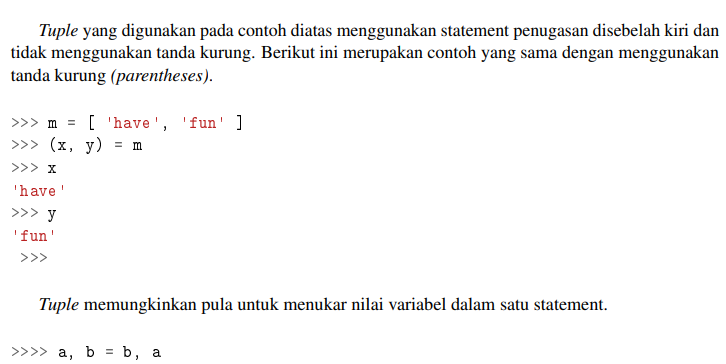 Tuple yang digunakan pada contoh diatas menggunakan statement penugasan disebelah kiri dan
tidak menggunakan tanda kurung. Berikut ini merupakan contoh yang sama dengan menggunakan
tanda kurung (parentheses).
>>> m = [ 'have', 'fun' ]
>>> (x, y) = m
>>> x
'have'
>>> y
'fun'
>>>
Tuple memungkinkan pula untuk menukar nilai variabel dalam satu statement.
>>>> a, b = b, a